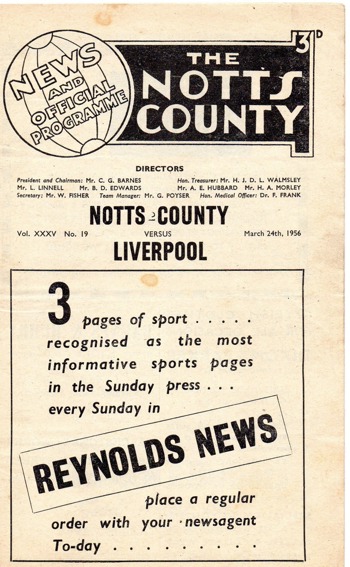 3D
NEWS
AND
OFFICIAL
PROGRAMME
THE
NOTTS
COUNTY
DIRECTORS
President and Chairman: Mr. C. G. BARNES Hon. Treasurer: Mr. H. J. D. L. WALMSLEY
Mr. L. LINNELL Mr. B. D. EDWARDS Mr. A. E. HUBBARD Mr. H. A. MORLEY
Secretary: Mr. W. FISHER Team Manager: Mr. G. POYSER Hon. Medical Officer: Dr. F. FRANK
NOTTS COUNTY
Vol. XXXV No. 19 VERSUS March 24th, 1956
LIVERPOOL
3 pages of sport . . . . .
recognised as the most
informative sports pages
in the Sunday press . . .
every Sunday in
REYNOLDS NEWS
place a regular
order with your newsagent
To-day . . . . . . . . .